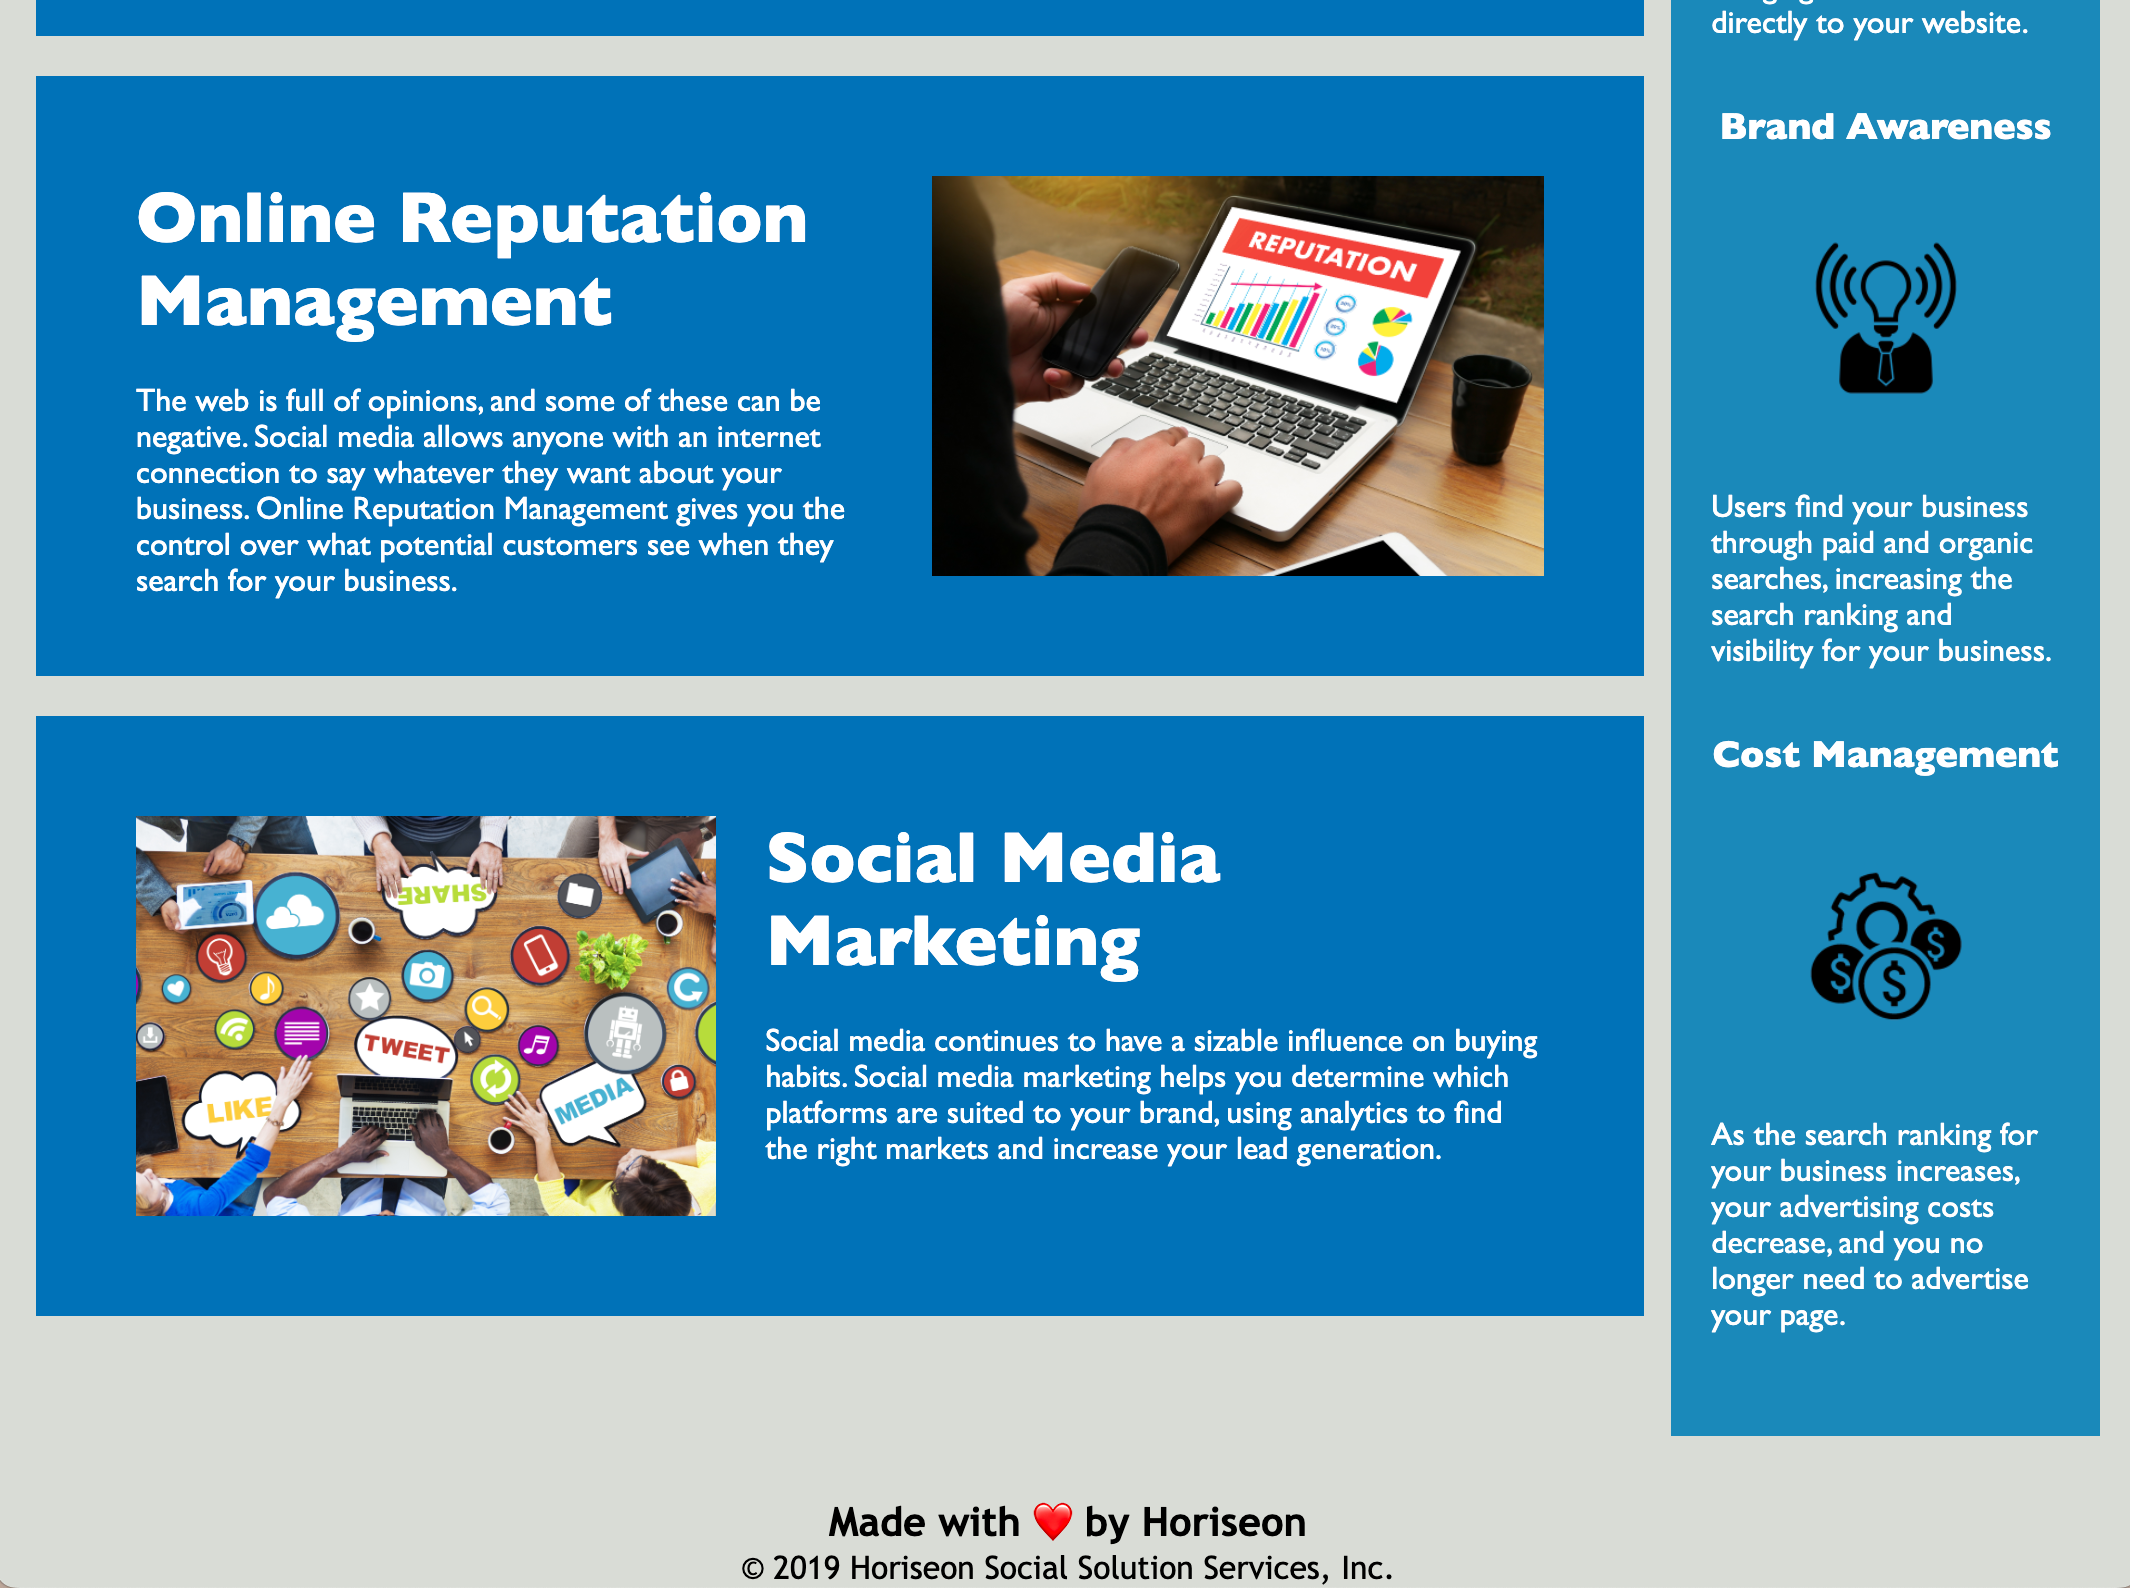 Online Reputation
Management
The web is full of opinions, and some of these can be
negative. Social media allows anyone with an internet
connection to say whatever they want about your
business. Online Reputation Management gives you the
control over what potential customers see when they
search for your business.
REPUTATION
SHARE
TWEET
LIKE
MEDIA
Social Media
Marketing
Social media continues to have a sizable influence on buying
habits. Social media marketing helps you determine which
platforms are suited to your brand, using analytics to find
the right markets and increase your lead generation.
directly to your website.
Brand Awareness
Users find your business
through paid and organic
searches, increasing the
search ranking and
visibility for your business.
Cost Management
$
$
$
As the search ranking for
your business increases,
your advertising costs
decrease, and you no
longer need to advertise
your page.
Made with ❤️ by Horiseon
© 2019 Horiseon Social Solution Services, Inc.